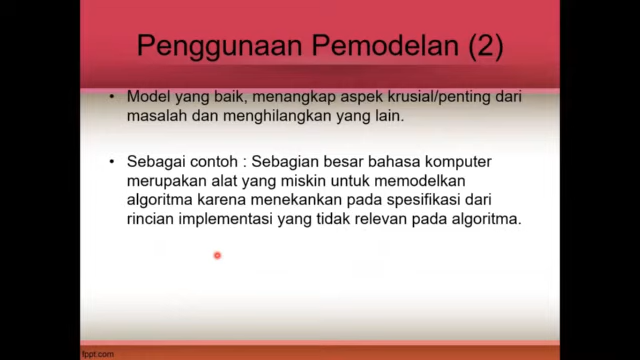 Penggunaan Pemodelan (2)
• Model yang baik, menangkap aspek krusial/penting dari
masalah dan menghilangkan yang lain.
• Sebagai contoh : Sebagian besar bahasa komputer
merupakan alat yang miskin untuk memodelkan
algoritma karena menekankan pada spesifikasi dari
rincian implementasi yang tidak relevan pada algoritma.
fppt.com